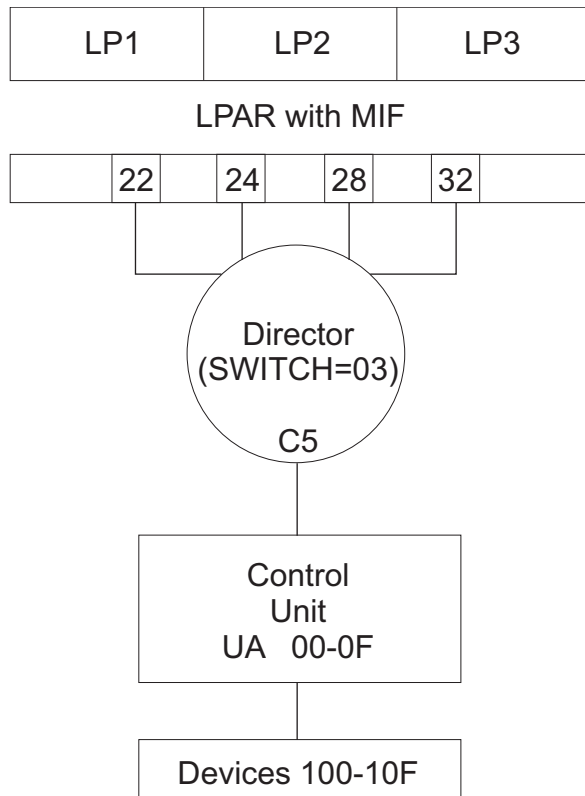 LP1 LP2 LP3
LPAR with MIF
22 24 28 32
Director
(SWITCH=03)
C5
Control
Unit
UA 00-0F
Devices 100-10F